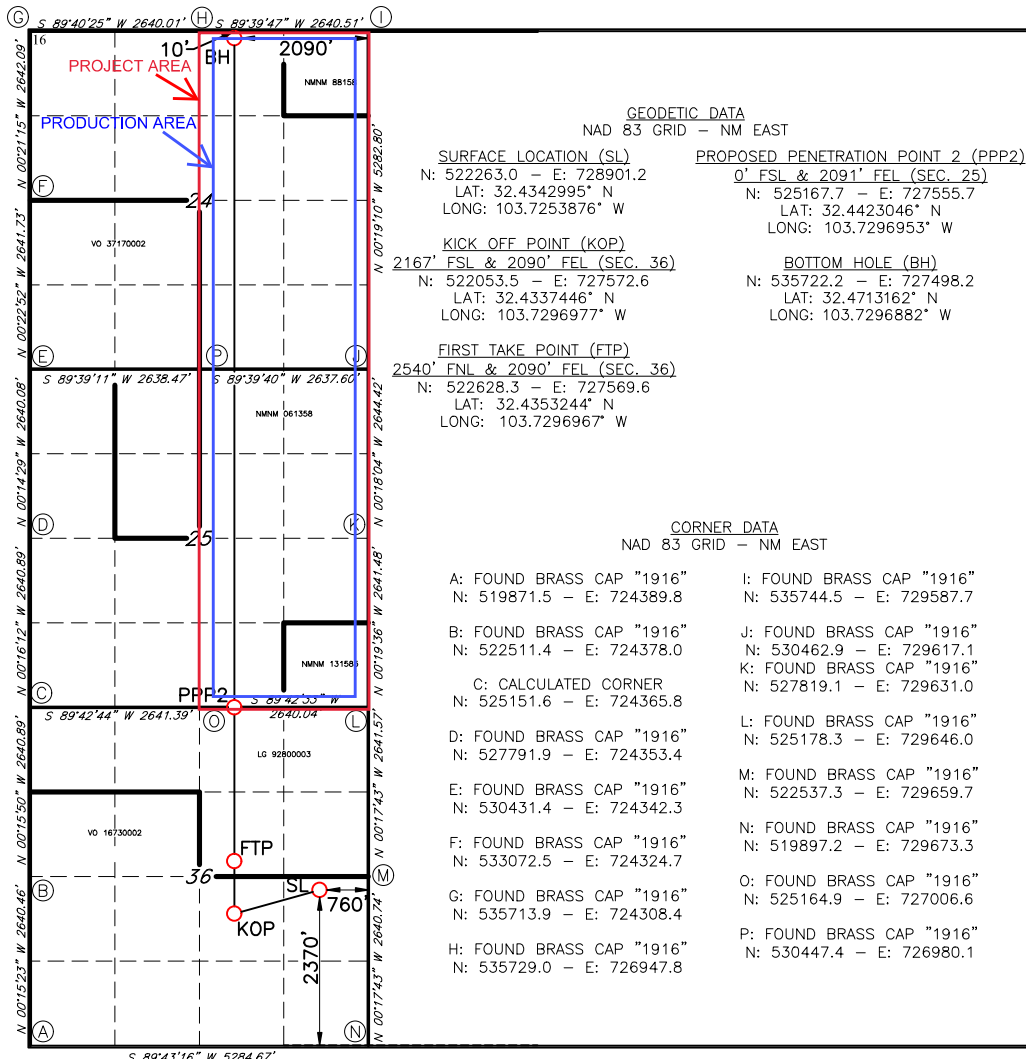 G S 89°40'25" W 2640.01' H S 89°39'47" W 2640.51' I
16
10'
BH
2090'
PROJECT AREA
NMNM 88158
PRODUCTION AREA
N 00°21'15" W 2642.09'
N 00°19'10" W 5282.80'
F
24
VO 37170002
N 00°22'52" W 2641.73'
E
P
J
S 89°39'11" W 2638.47'
S 89°39'40" W 2637.60'
NMNM 061358
N 00°14'29" W 2640.08'
N 00°18'04" W 2644.42'
D
K
25
N 00°16'12" W 2640.89'
N 00°19'36" W 2641.48'
NMNM 131586
C
PPP2
S 89°42'53" W
S 89°42'44" W 2641.39'
O
2640.04
L
LG 92800003
N 00°15'50" W 2640.89'
N 00°17'43" W 2641.57'
VO 16730002
FTP
36
M
B
SL
760'
KOP
2370'
N 00°15'23" W 2640.46'
N 00°17'43" W 2640.74'
A
N
S 89°43'16" W 5284.67'
GEODETIC DATA
NAD 83 GRID – NM EAST
SURFACE LOCATION (SL)
N: 522263.0 – E: 728901.2
LAT: 32.4342995° N
LONG: 103.7253876° W
KICK OFF POINT (KOP)
2167' FSL & 2090' FEL (SEC. 36)
N: 522053.5 – E: 727572.6
LAT: 32.4337446° N
LONG: 103.7296977° W
FIRST TAKE POINT (FTP)
2540' FNL & 2090' FEL (SEC. 36)
N: 522628.3 – E: 727569.6
LAT: 32.4353244° N
LONG: 103.7296967° W
PROPOSED PENETRATION POINT 2 (PPP2)
0' FSL & 2091' FEL (SEC. 25)
N: 525167.7 – E: 727555.7
LAT: 32.4423046° N
LONG: 103.7296953° W
BOTTOM HOLE (BH)
N: 535722.2 – E: 727498.2
LAT: 32.4713162° N
LONG: 103.7296882° W
CORNER DATA
NAD 83 GRID – NM EAST
A: FOUND BRASS CAP "1916"
N: 519871.5 – E: 724389.8
B: FOUND BRASS CAP "1916"
N: 522511.4 – E: 724378.0
C: CALCULATED CORNER
N: 525151.6 – E: 724365.8
D: FOUND BRASS CAP "1916"
N: 527791.9 – E: 724353.4
E: FOUND BRASS CAP "1916"
N: 530431.4 – E: 724342.3
F: FOUND BRASS CAP "1916"
N: 533072.5 – E: 724324.7
G: FOUND BRASS CAP "1916"
N: 535713.9 – E: 724308.4
H: FOUND BRASS CAP "1916"
N: 535729.0 – E: 726947.8
I: FOUND BRASS CAP "1916"
N: 535744.5 – E: 729587.7
J: FOUND BRASS CAP "1916"
N: 530462.9 – E: 729617.1
K: FOUND BRASS CAP "1916"
N: 527819.1 – E: 729631.0
L: FOUND BRASS CAP "1916"
N: 525178.3 – E: 729646.0
M: FOUND BRASS CAP "1916"
N: 522537.3 – E: 729659.7
N: FOUND BRASS CAP "1916"
N: 519897.2 – E: 729673.3
O: FOUND BRASS CAP "1916"
N: 525164.9 – E: 727006.6
P: FOUND BRASS CAP "1916"
N: 530447.4 – E: 726980.1